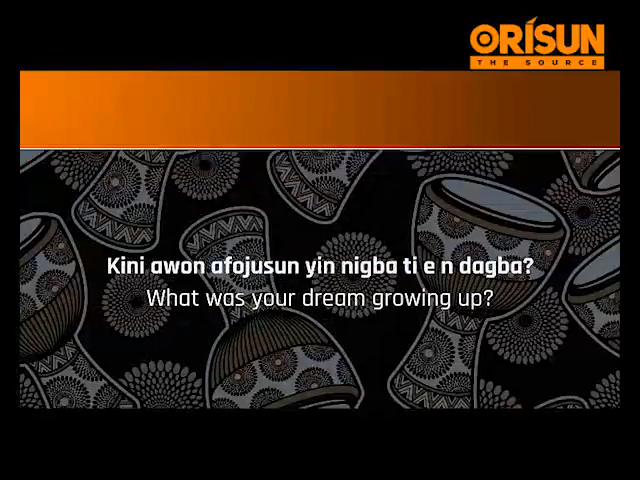 ORÍSUN
THE SOURCE
Kini awon afojusun yin nigba ti e n dagba?
What was your dream growing up?